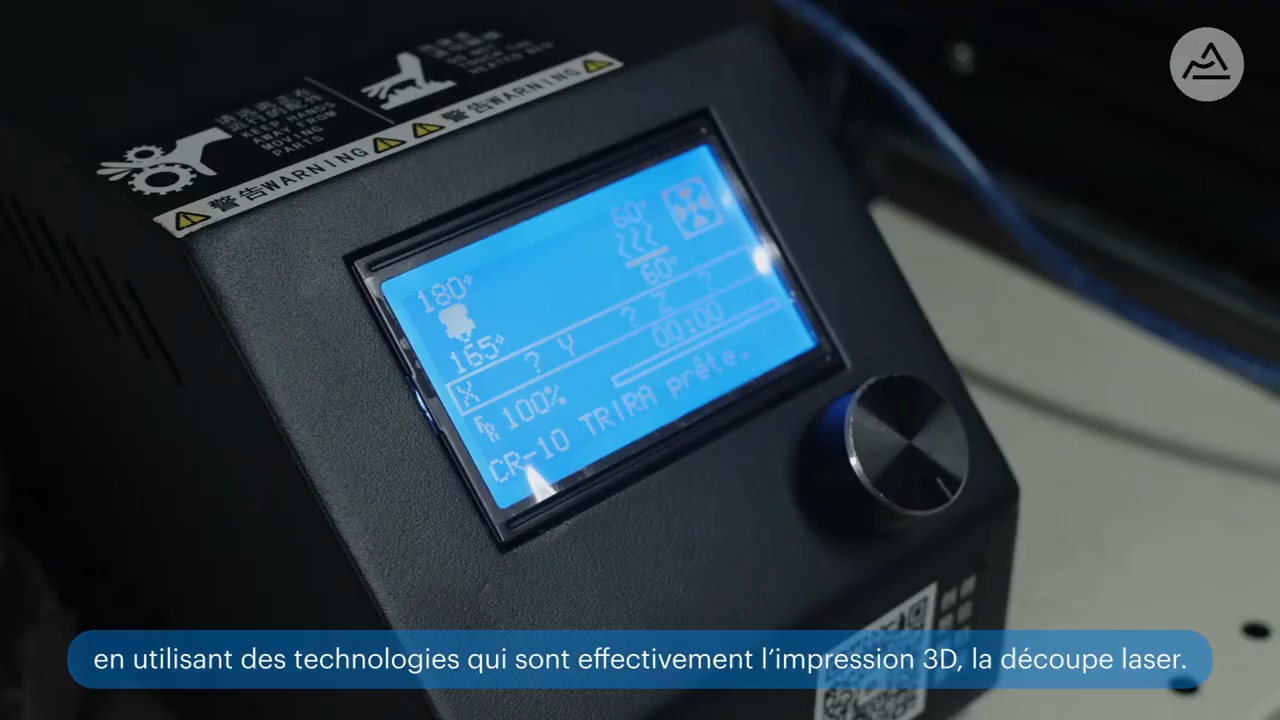 KEEP HANDS
AWAY FROM
MOVING
PARTS
警告WARNING
警告WARNING
180°
60°
60°
165°
X ? Y ? Z ?
FR 100% 00:00
CR-10 TRIRA prête.
en utilisant des technologies qui sont effectivement l’impression 3D, la découpe laser.